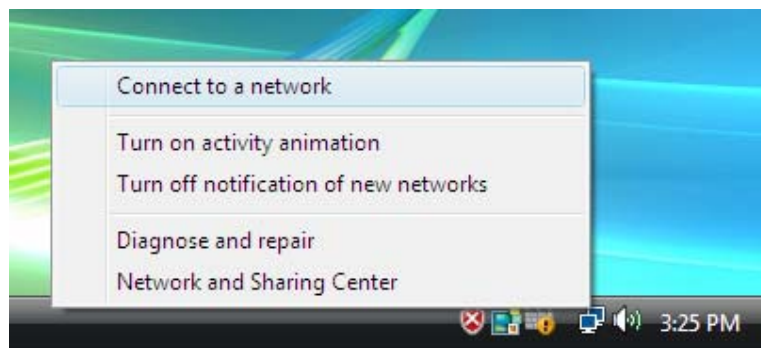 Connect to a network
Turn on activity animation
Turn off notification of new networks
Diagnose and repair
Network and Sharing Center
3:25 PM